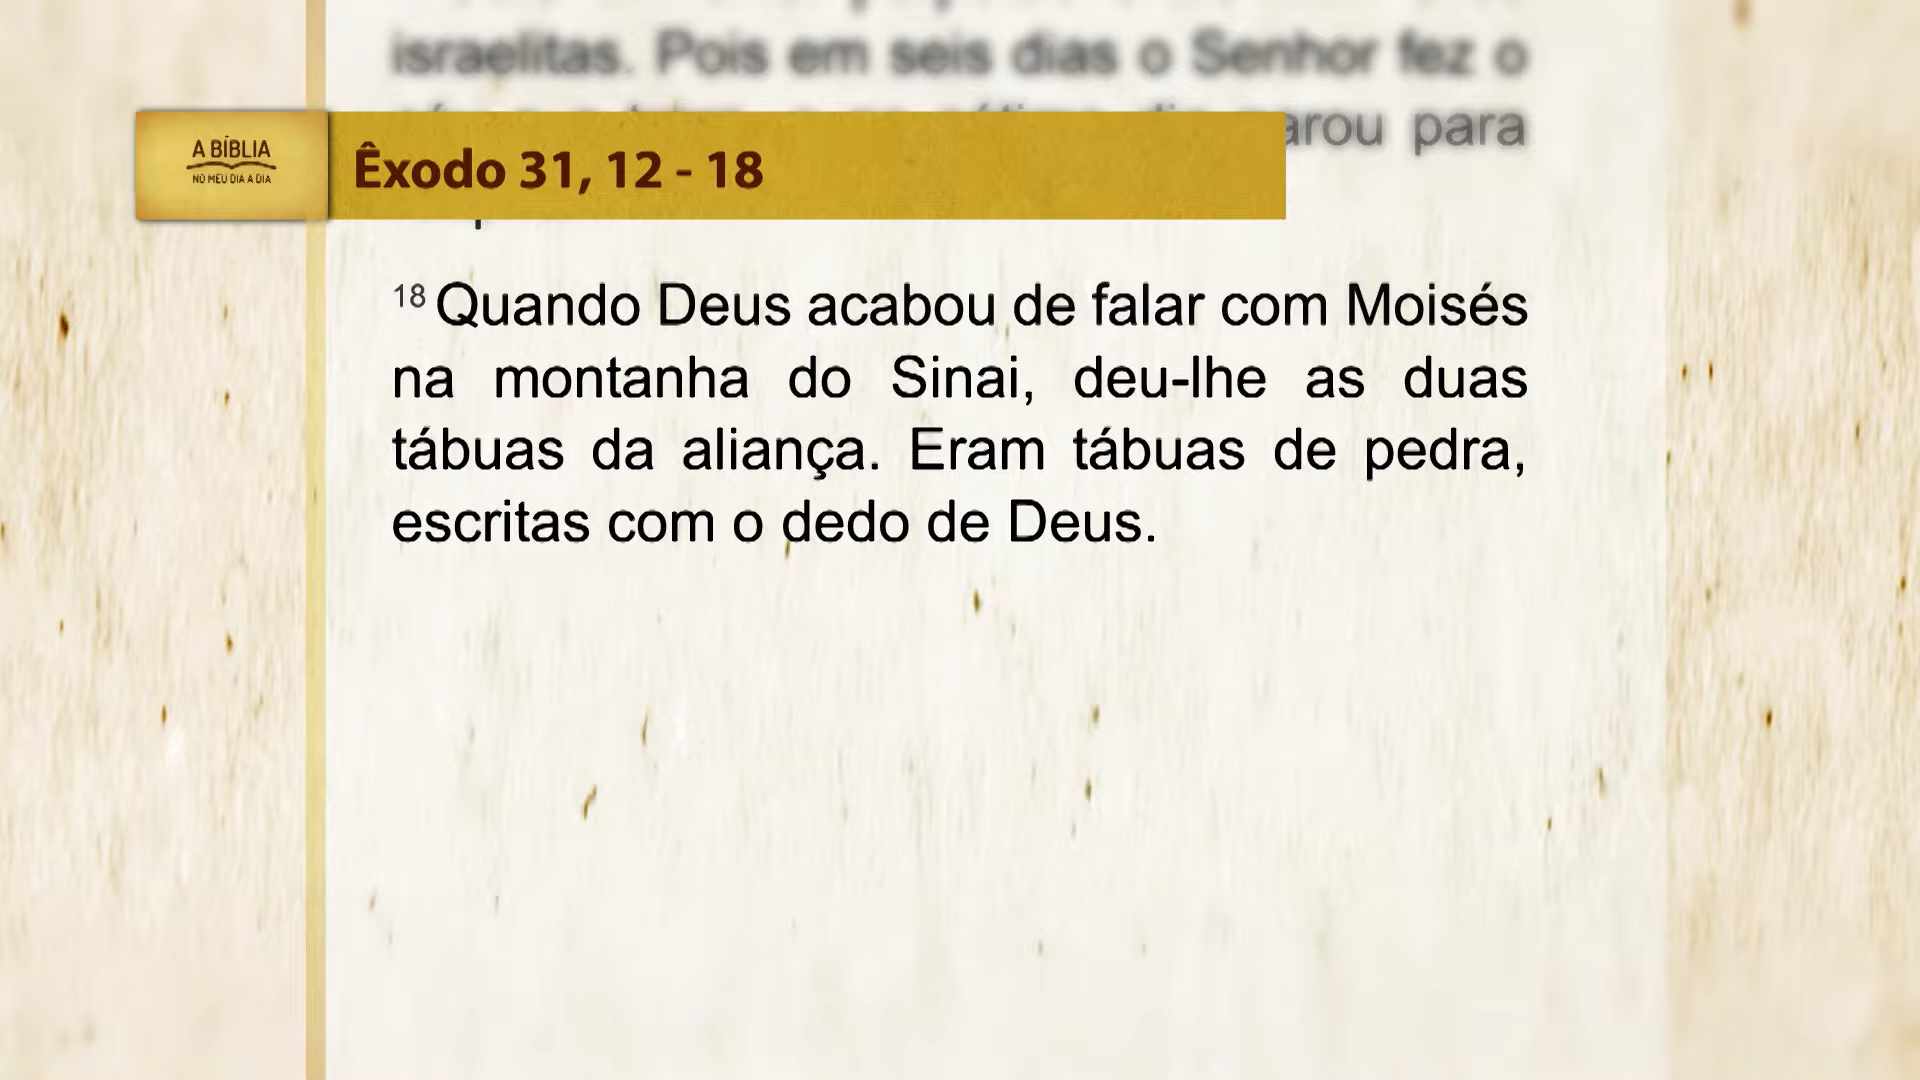 israelitas. Pois em seis dias o Senhor fez o
arou para
A BÍBLIA
NO MEU DIA A DIA
Êxodo 31, 12 - 18
18 Quando Deus acabou de falar com Moisés
na montanha do Sinai, deu-lhe as duas
tábuas da aliança. Eram tábuas de pedra,
escritas com o dedo de Deus.